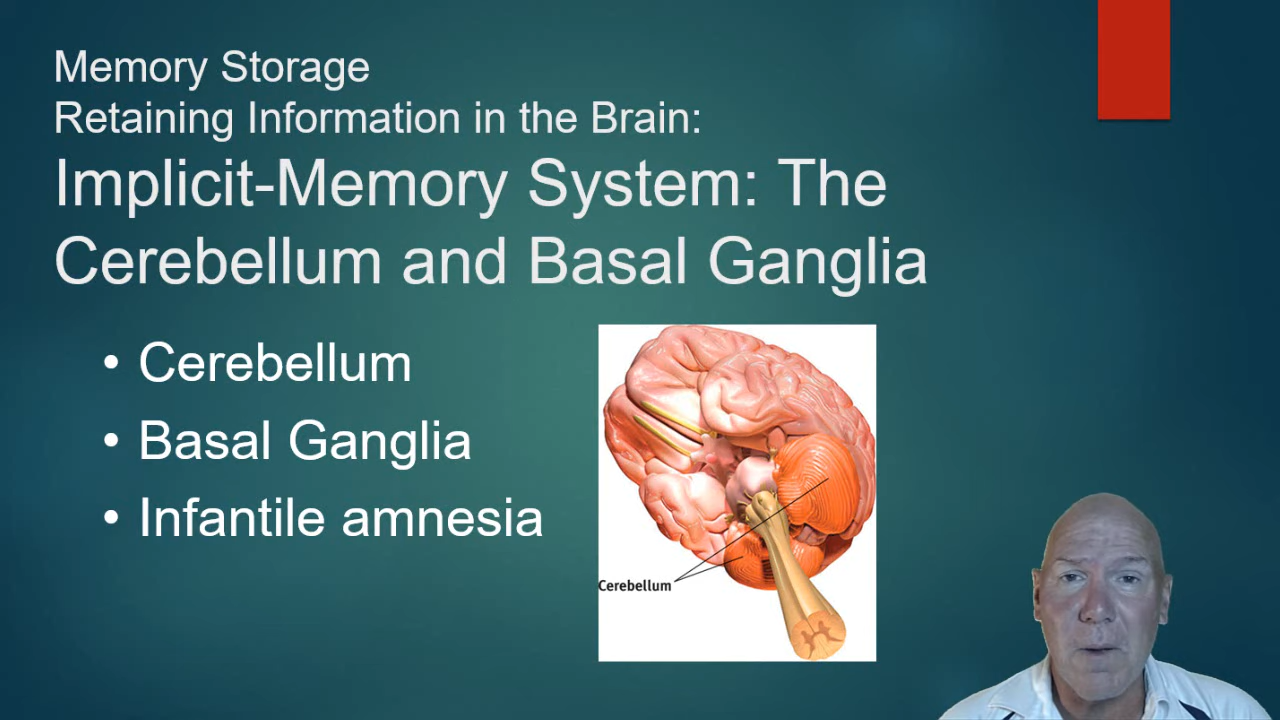 Memory Storage
Retaining Information in the Brain:
Implicit-Memory System: The
Cerebellum and Basal Ganglia
• Cerebellum
• Basal Ganglia
• Infantile amnesia
Cerebellum